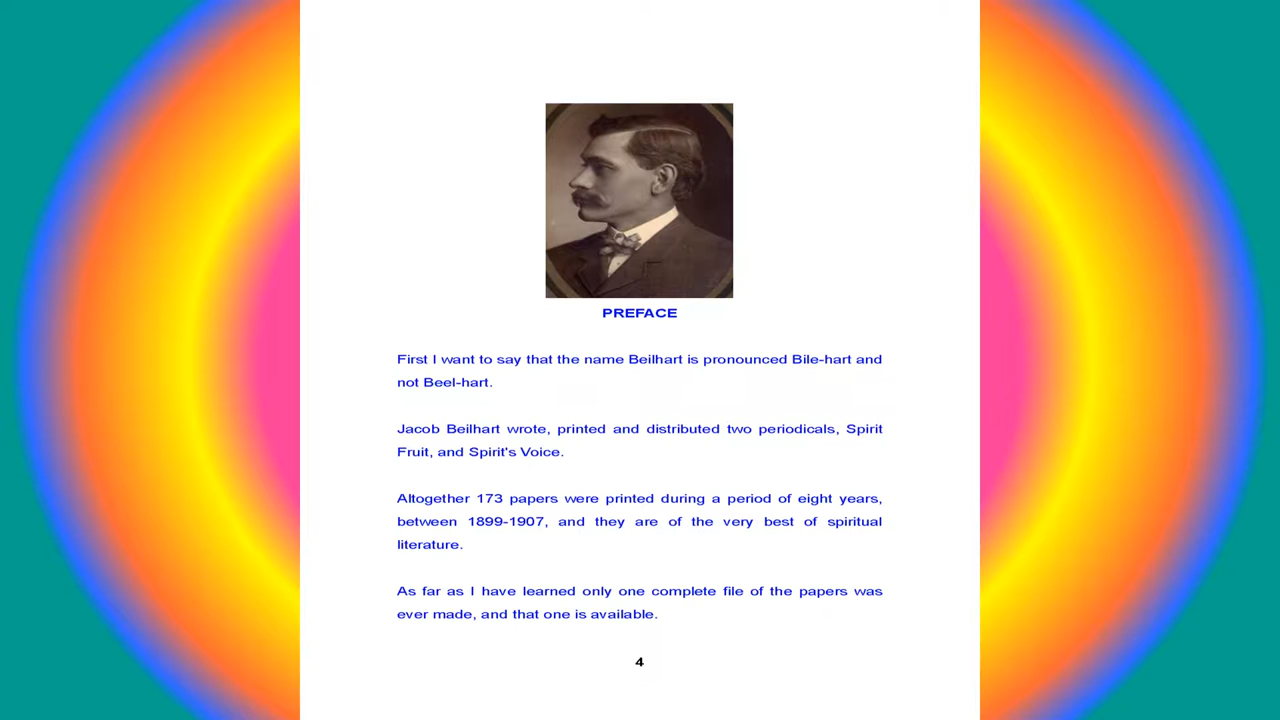 PREFACE
First I want to say that the name Beilhart is pronounced Bile-hart and
not Beel-hart.
Jacob Beilhart wrote, printed and distributed two periodicals, Spirit
Fruit, and Spirit's Voice.
Altogether 173 papers were printed during a period of eight years,
between 1899-1907, and they are of the very best of spiritual
literature.
As far as I have learned only one complete file of the papers was
ever made, and that one is available.
4